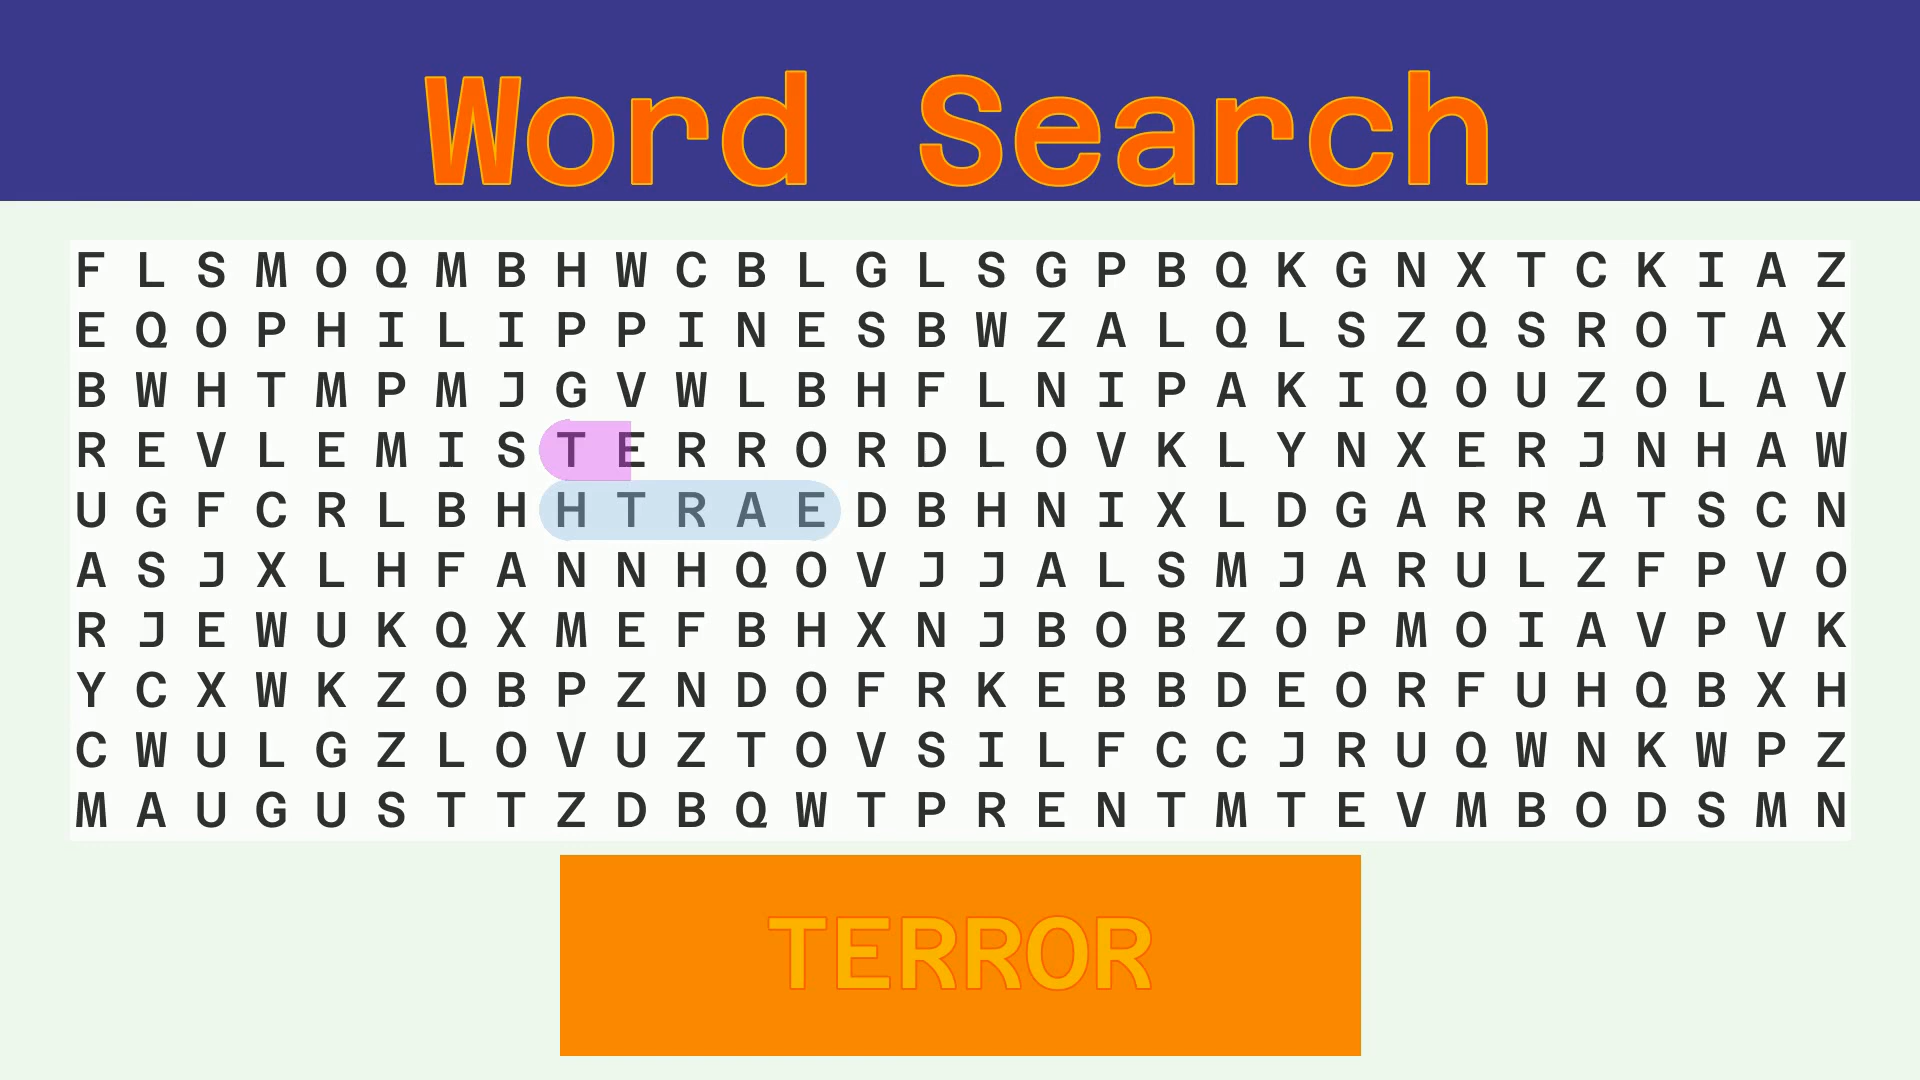 Word Search
F L S M O Q M B H W C B L G L S G P B Q K G N X T C K I A Z
E Q O P H I L I P P I N E S B W Z A L Q L S Z Q S R O T A X
B W H T M P M J G V W L B H F L N I P A K I Q O U Z O L A V
R E V L E M I S T E R R O R D L O V K L Y N X E R J N H A W
U G F C R L B H H T R A E D B H N I X L D G A R R A T S C N
A S J X L H F A N N H Q O V J J A L S M J A R U L Z F P V O
R J E W U K Q X M E F B H X N J B O B Z O P M O I A V P V K
Y C X W K Z O B P Z N D O F R K E B B D E O R F U H Q B X H
C W U L G Z L O V U Z T O V S I L F C C J R U Q W N K W P Z
M A U G U S T T Z D B Q W T P R E N T M T E V M B O D S M N
TERROR